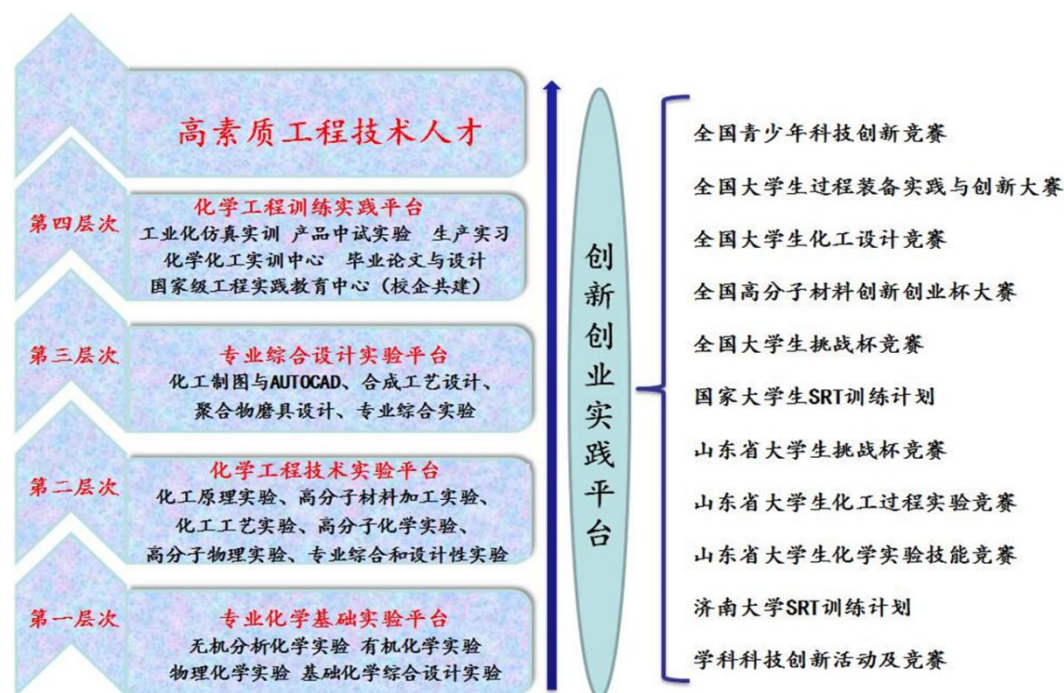 高素质工程技术人才
第四层次
化学工程训练实践平台
工业化仿真实训 产品中试实验 生产实习
化学化工实训中心 毕业论文与设计
国家级工程实践教育中心（校企共建）
第三层次
专业综合设计实验平台
化工制图与AUTOCAD、合成工艺设计、
聚合物磨具设计、专业综合实验
第二层次
化学工程技术实验平台
化工原理实验、高分子材料加工实验、
化工工艺实验、高分子化学实验、
高分子物理实验、专业综合和设计性实验
第一层次
专业化学基础实验平台
无机分析化学实验 有机化学实验
物理化学实验 基础化学综合设计实验
创新创业实践平台
全国青少年科技创新竞赛
全国大学生过程装备实践与创新大赛
全国大学生化工设计竞赛
全国高分子材料创新创业杯大赛
全国大学生挑战杯竞赛
国家大学生SRT训练计划
山东省大学生挑战杯竞赛
山东省大学生化工过程实验竞赛
山东省大学生化学实验技能竞赛
济南大学SRT训练计划
学科科技创新活动及竞赛